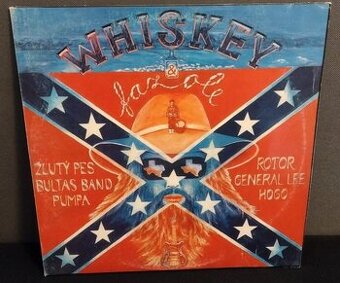 WHISKEY
&
fazole
ŽLUTÝ PES
BULTAS BAND
PUMPA
ROTOR
GENERAL LEE
HOGO